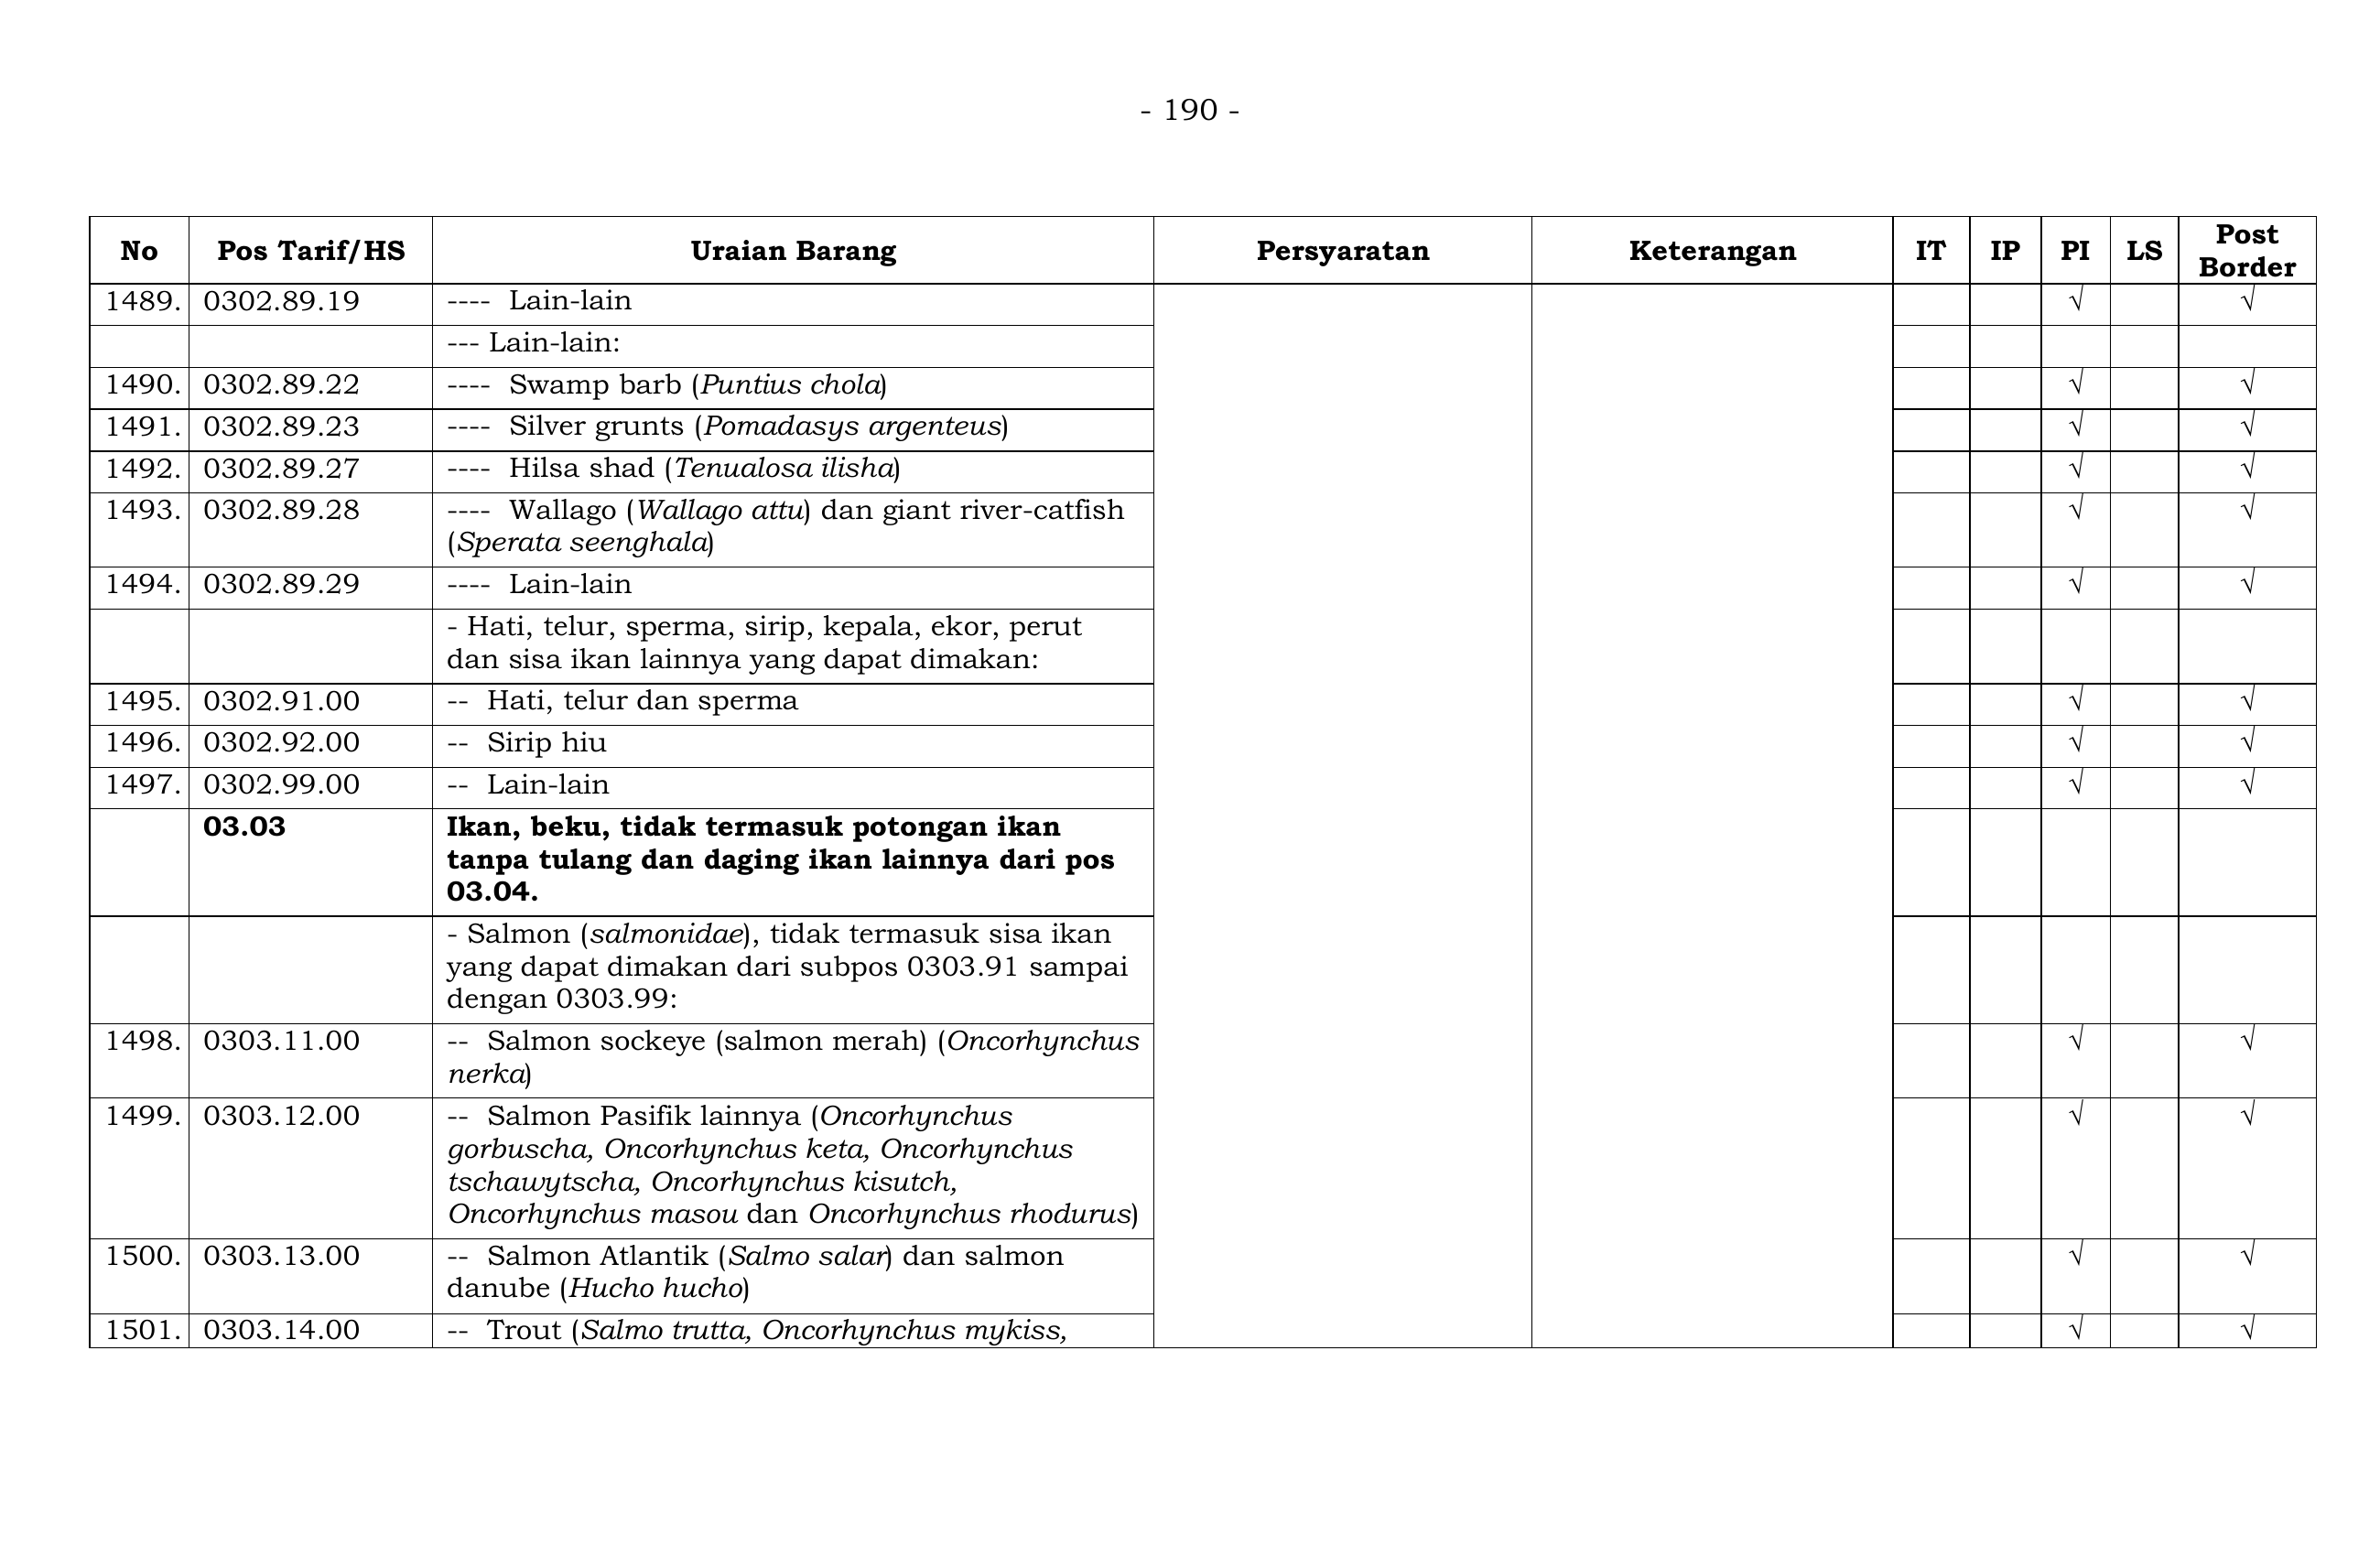 - 190 -
No Pos Tarif/HS Uraian Barang Persyaratan Keterangan IT IP PI LS Post Border
1489. 0302.89.19 ---- Lain-lain √ √
--- Lain-lain:
1490. 0302.89.22 ---- Swamp barb (Puntius chola) √ √
1491. 0302.89.23 ---- Silver grunts (Pomadasys argenteus) √ √
1492. 0302.89.27 ---- Hilsa shad (Tenualosa ilisha) √ √
1493. 0302.89.28 ---- Wallago (Wallago attu) dan giant river-catfish √ √
(Sperata seenghala)
1494. 0302.89.29 ---- Lain-lain √ √
- Hati, telur, sperma, sirip, kepala, ekor, perut
dan sisa ikan lainnya yang dapat dimakan:
1495. 0302.91.00 -- Hati, telur dan sperma √ √
1496. 0302.92.00 -- Sirip hiu √ √
1497. 0302.99.00 -- Lain-lain √ √
03.03 Ikan, beku, tidak termasuk potongan ikan
tanpa tulang dan daging ikan lainnya dari pos
03.04.
- Salmon (salmonidae), tidak termasuk sisa ikan
yang dapat dimakan dari subpos 0303.91 sampai
dengan 0303.99:
1498. 0303.11.00 -- Salmon sockeye (salmon merah) (Oncorhynchus √ √
nerka)
1499. 0303.12.00 -- Salmon Pasifik lainnya (Oncorhynchus √ √
gorbuscha, Oncorhynchus keta, Oncorhynchus
tschawytscha, Oncorhynchus kisutch,
Oncorhynchus masou dan Oncorhynchus rhodurus)
1500. 0303.13.00 -- Salmon Atlantik (Salmo salar) dan salmon √ √
danube (Hucho hucho)
1501. 0303.14.00 -- Trout (Salmo trutta, Oncorhynchus mykiss, √ √